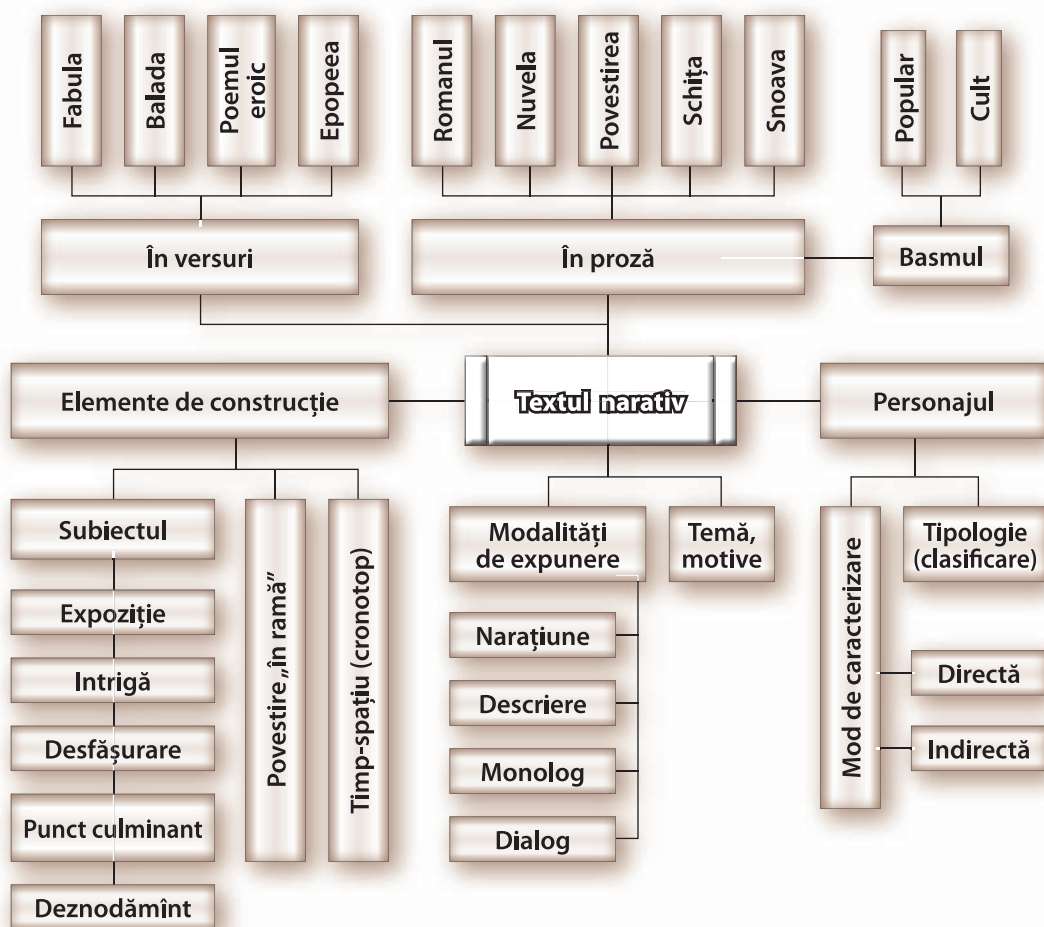 Fabula
Balada
Poemul
eroic
Epopeea
Romanul
Nuvela
Povestirea
Schița
Snoava
Popular
Cult
În versuri
În proză
Basmul
Elemente de construcție
Textul narativ
Personajul
Subiectul
Expoziție
Intrigă
Desfășurare
Punct culminant
Deznodămînt
Povestire „în ramă”
Timp-spațiu (cronotop)
Modalități
de expunere
Narațiune
Descriere
Monolog
Dialog
Temă,
motive
Mod de caracterizare
Tipologie
(clasificare)
Directă
Indirectă